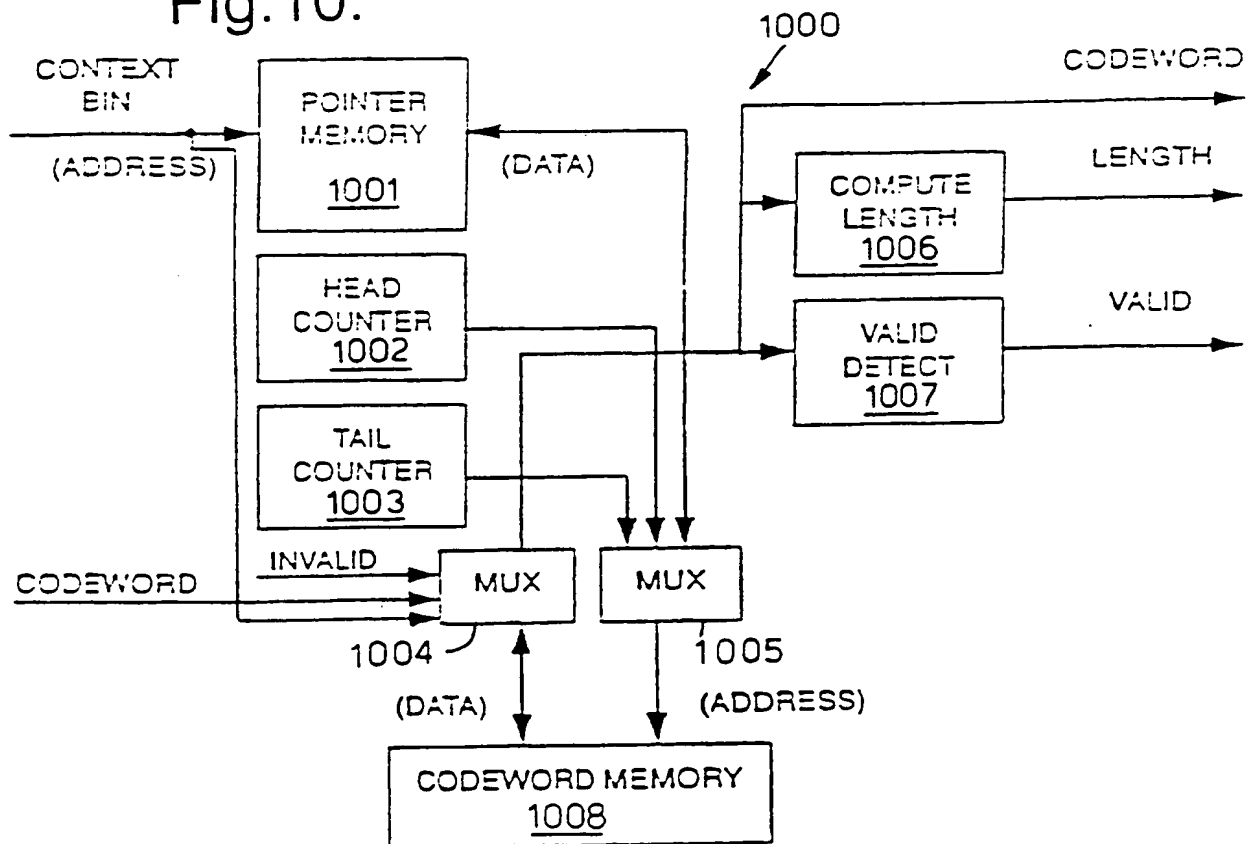 Fig.10.
1000
CONTEXT
BIN
(ADDRESS)
POINTER
MEMORY
1001
(DATA)
CODEWORD
LENGTH
COMPUTE
LENGTH
1006
HEAD
COUNTER
1002
VALID
VALID
DETECT
1007
TAIL
COUNTER
1003
INVALID
CODEWORD
MUX
MUX
1004
1005
(DATA)
(ADDRESS)
CODEWORD MEMORY
1008